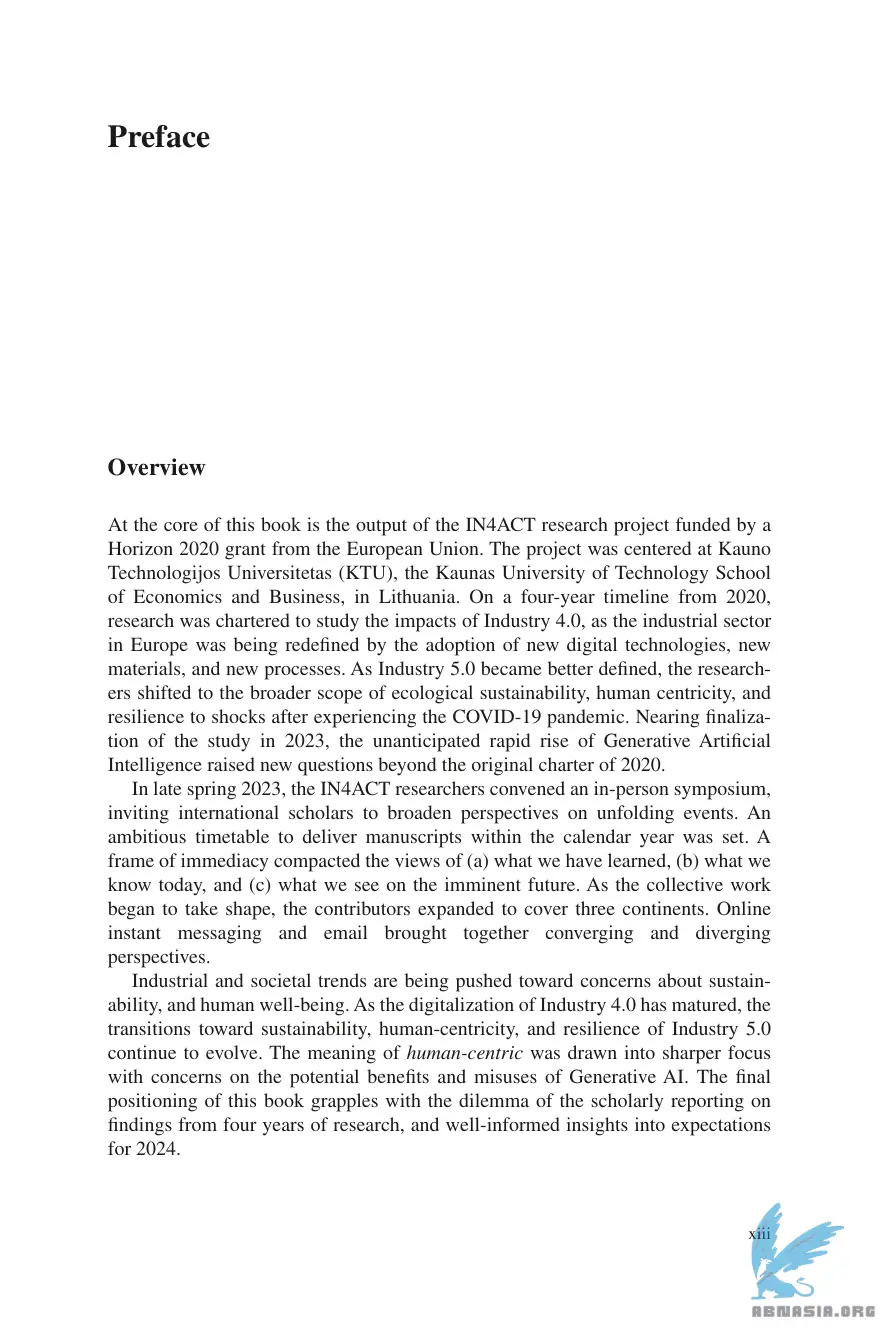 Preface
Overview
At the core of this book is the output of the IN4ACT research project funded by a
Horizon 2020 grant from the European Union. The project was centered at Kauno
Technologijos Universitetas (KTU), the Kaunas University of Technology School
of Economics and Business, in Lithuania. On a four-year timeline from 2020,
research was chartered to study the impacts of Industry 4.0, as the industrial sector
in Europe was being redefined by the adoption of new digital technologies, new
materials, and new processes. As Industry 5.0 became better defined, the research-
ers shifted to the broader scope of ecological sustainability, human centricity, and
resilience to shocks after experiencing the COVID-19 pandemic. Nearing finaliza-
tion of the study in 2023, the unanticipated rapid rise of Generative Artificial
Intelligence raised new questions beyond the original charter of 2020.
In late spring 2023, the IN4ACT researchers convened an in-person symposium,
inviting international scholars to broaden perspectives on unfolding events. An
ambitious timetable to deliver manuscripts within the calendar year was set. A
frame of immediacy compacted the views of (a) what we have learned, (b) what we
know today, and (c) what we see on the imminent future. As the collective work
began to take shape, the contributors expanded to cover three continents. Online
instant messaging and email brought together converging and diverging
perspectives.
Industrial and societal trends are being pushed toward concerns about sustain-
ability, and human well-being. As the digitalization of Industry 4.0 has matured, the
transitions toward sustainability, human-centricity, and resilience of Industry 5.0
continue to evolve. The meaning of human-centric was drawn into sharper focus
with concerns on the potential benefits and misuses of Generative AI. The final
positioning of this book grapples with the dilemma of the scholarly reporting on
findings from four years of research, and well-informed insights into expectations
for 2024.
xiii
ABNASIA.ORG